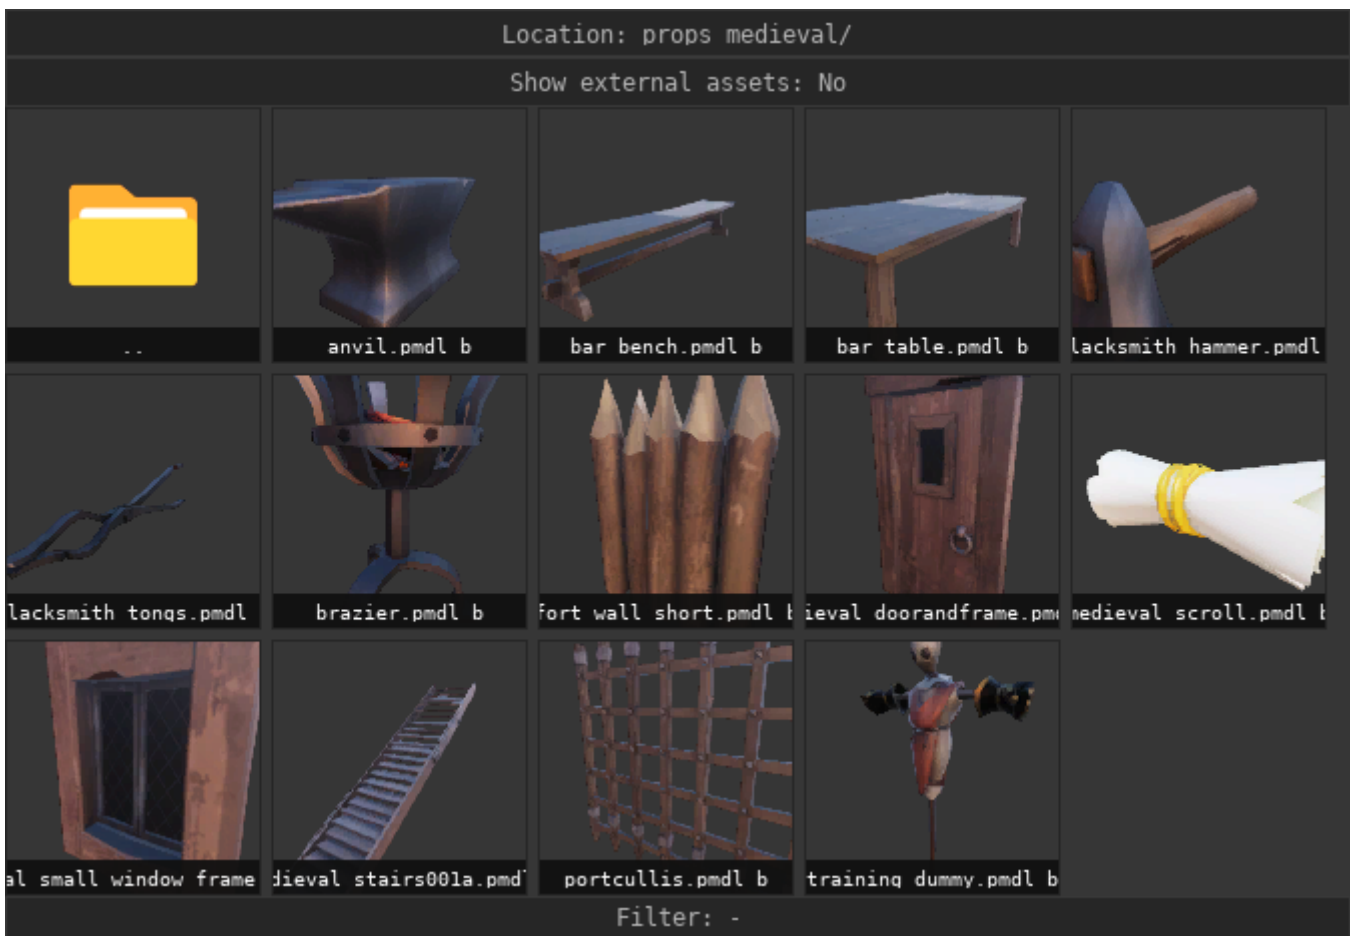 Location: props medieval/
Show external assets: No
..
anvil.pmdl b
bar bench.pmdl b
bar table.pmdl b
lacksmith hammer.pmdl
lacksmith tongs.pmdl
brazier.pmdl b
fort wall short.pmdl b
ieval doorandframe.pm
medieval scroll.pmdl b
al small window frame
dieval stairs001a.pmd
portcullis.pmdl b
training dummy.pmdl b
Filter: -